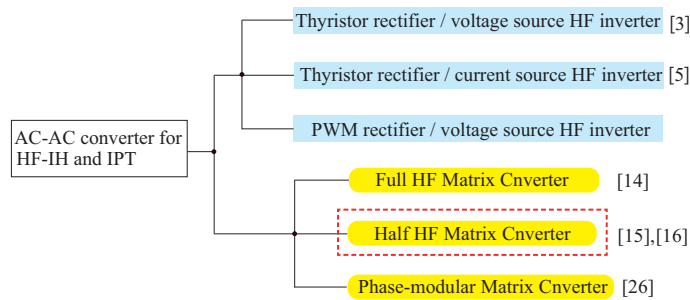 Thyristor rectifier / voltage source HF inverter [3]
Thyristor rectifier / current source HF inverter [5]
AC-AC converter for
HF-IH and IPT
PWM rectifier / voltage source HF inverter
Full HF Matrix Cnverter [14]
Half HF Matrix Cnverter [15],[16]
Phase-modular Matrix Cnverter [26]